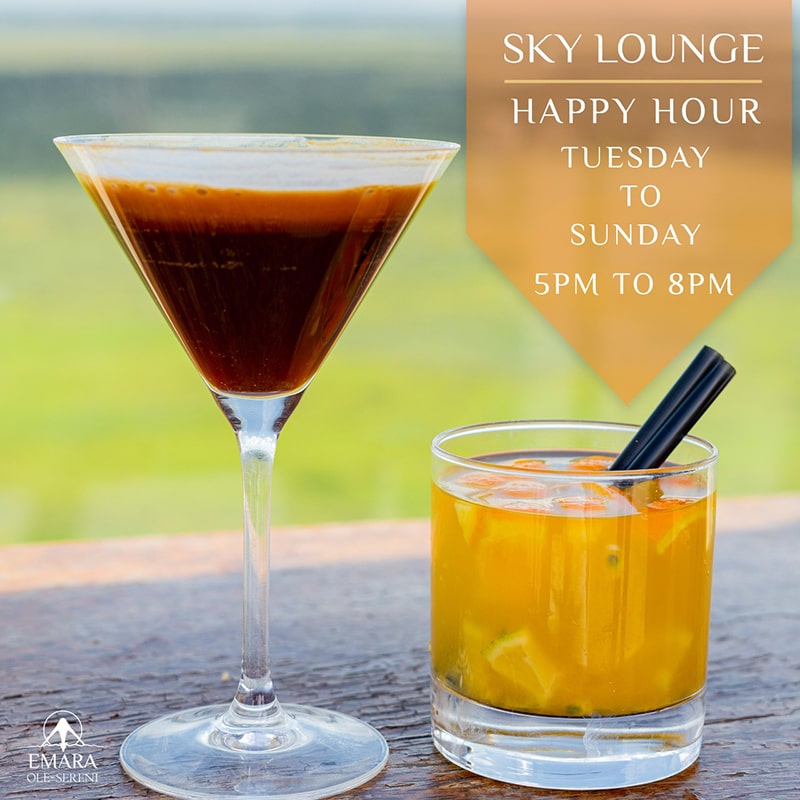 SKY LOUNGE
HAPPY HOUR
TUESDAY
TO
SUNDAY
5PM TO 8PM
EMARA
OLE-SERENI